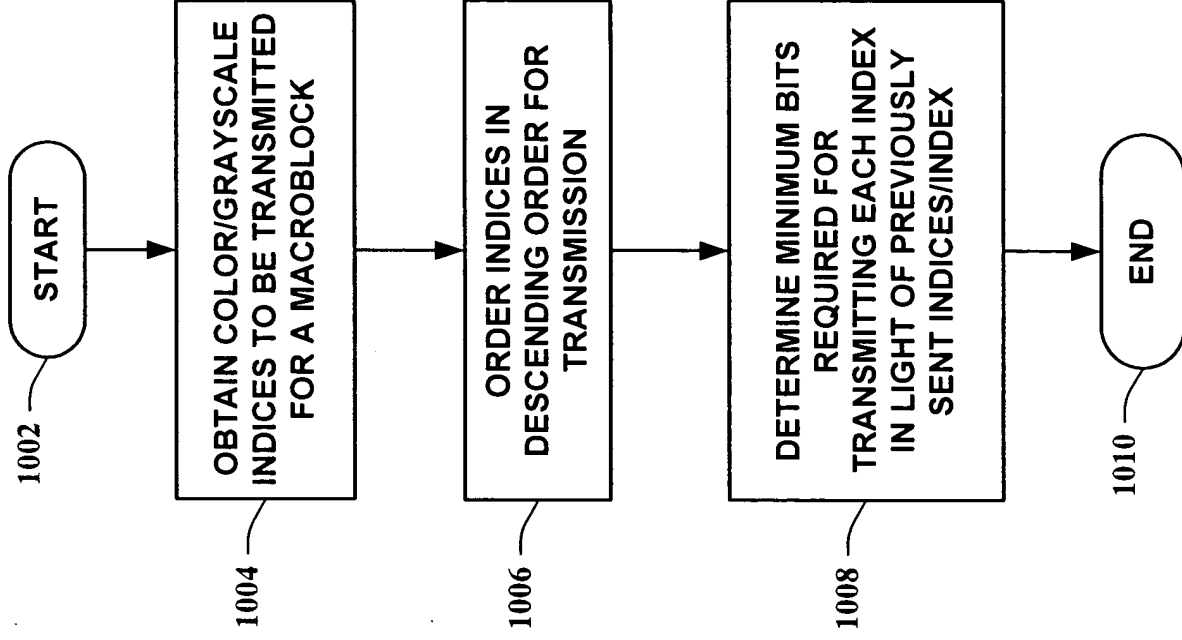 START
1002
OBTAIN COLOR/GRAYSCALE
INDICES TO BE TRANSMITTED
FOR A MACROBLOCK
1004
ORDER INDICES IN
DESCENDING ORDER FOR
TRANSMISSION
1006
DETERMINE MINIMUM BITS
REQUIRED FOR
TRANSMITTING EACH INDEX
IN LIGHT OF PREVIOUSLY
SENT INDICES/INDEX
1008
END
1010